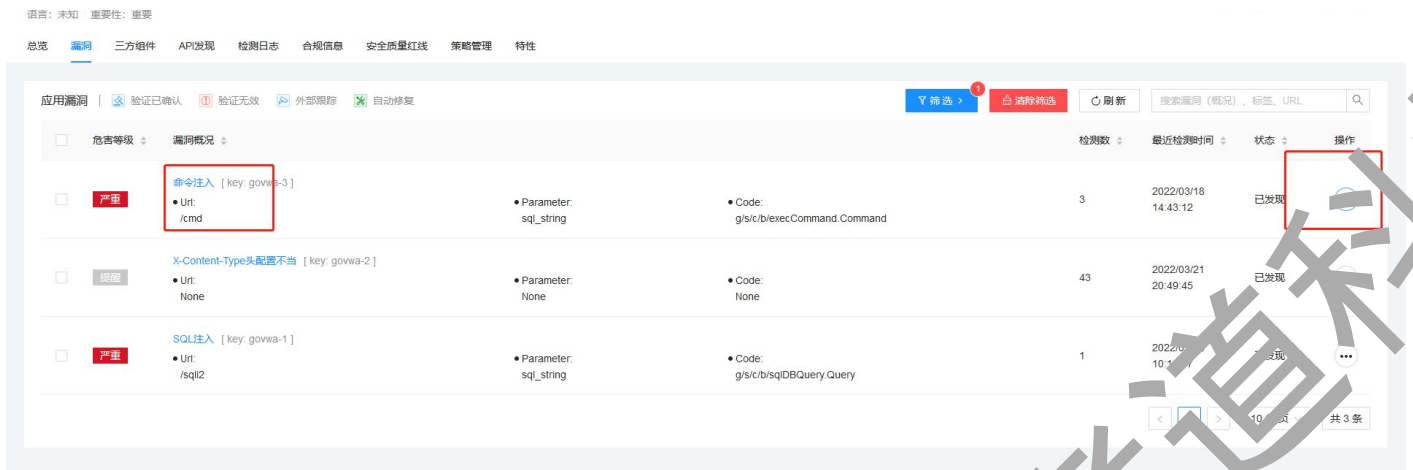 语言：未知 重要性：重要
总览 漏洞 三方组件 API发现 检测日志 合规信息 安全质量红线 策略管理 特性
应用漏洞 | 验证已确认 验证无效 外部跟踪 自动修复 筛选 > 1 清除筛选 刷新 搜索漏洞（概况）、标签、URL
危害等级 漏洞概况 检测数 最近检测时间 状态 操作
严重 命令注入 [ key: govwa-3 ]
• Url: • Parameter: • Code: 3 2022/03/18 已发现
/cmd sql_string g/s/c/b/execCommand.Command 14:43:12
提醒 X-Content-Type头配置不当 [ key: govwa-2 ]
• Url: • Parameter: • Code: 43 2022/03/21 已发现
None None None 20:49:45
严重 SQL注入 [ key: govwa-1 ]
• Url: • Parameter: • Code: 1
/sqli2 sql_string g/s/c/b/sqlDBQuery.Query
< > 共 3 条
道